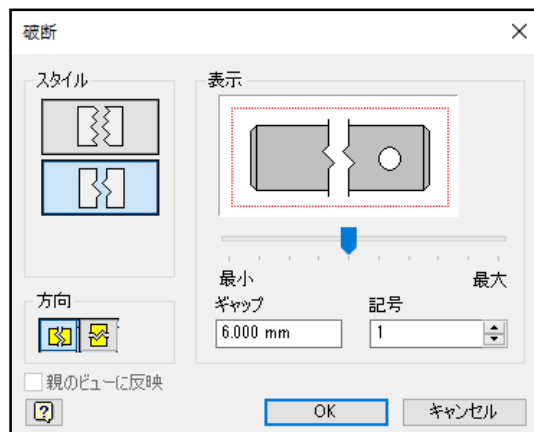 破断
スタイル
表示
最小
最大
方向
ギャップ
記号
6.000 mm
1
親のビューに反映
?
OK
キャンセル